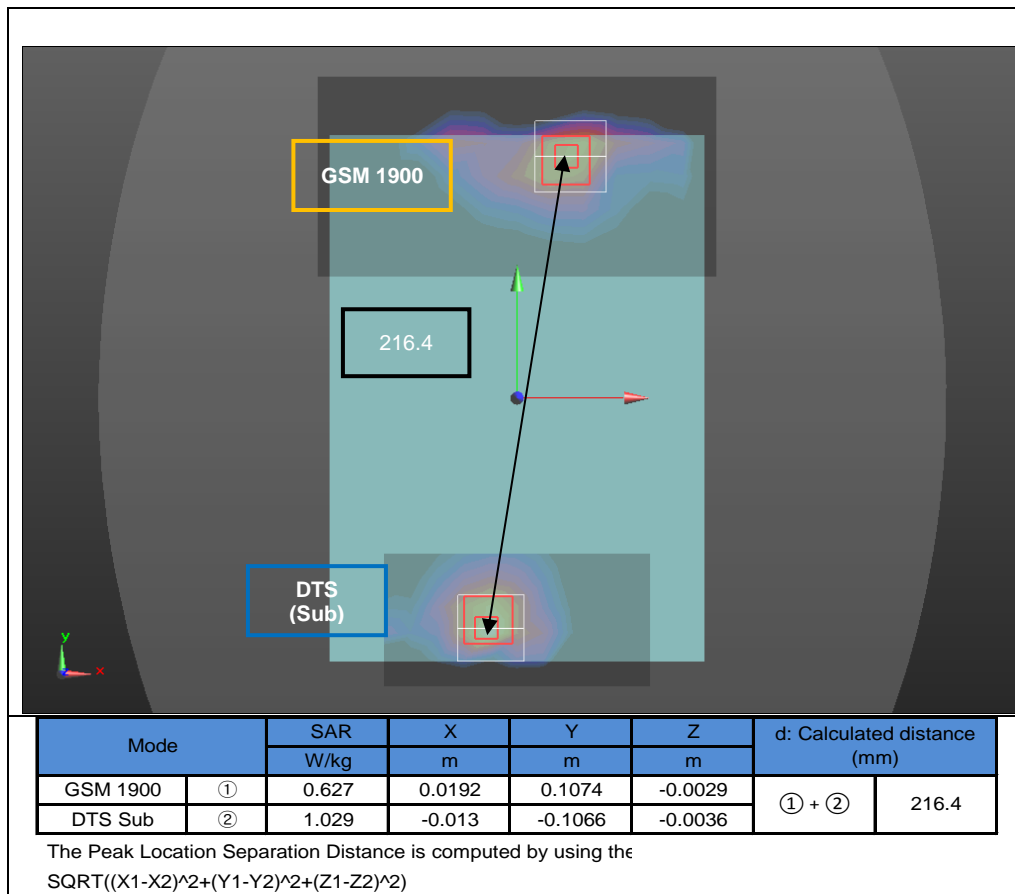 GSM 1900
216.4
DTS
(Sub)
y
x
Mode SAR X Y Z d: Calculated distance
(mm)
W/kg m m m
GSM 1900 ① 0.627 0.0192 0.1074 -0.0029 ① + ② 216.4
DTS Sub ② 1.029 -0.013 -0.1066 -0.0036
The Peak Location Separation Distance is computed by using the
SQRT((X1-X2)^2+(Y1-Y2)^2+(Z1-Z2)^2)